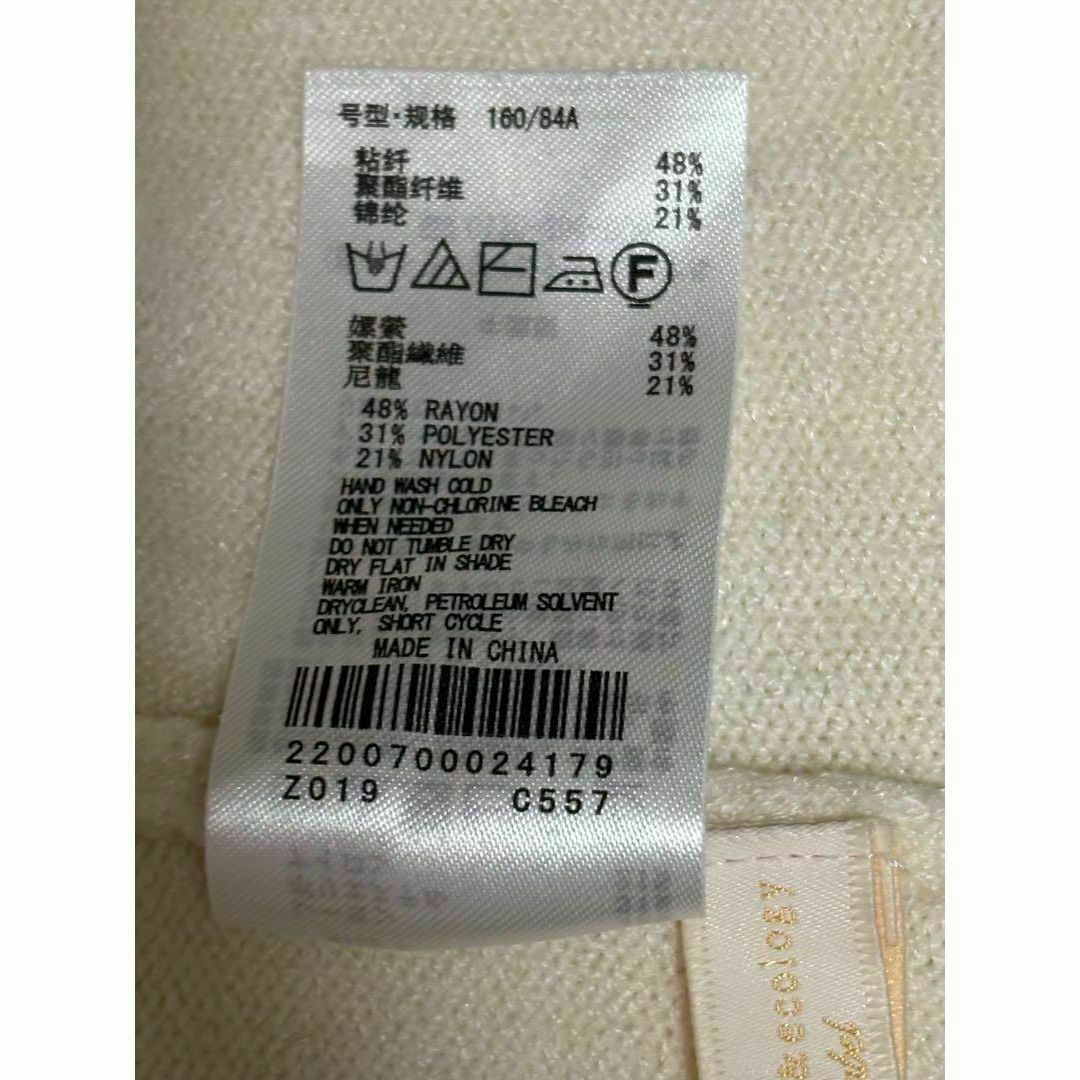 号型·规格 160/84A
粘纤 48%
聚酯纤维 31%
锦纶 21%
F
嫘縈 48%
聚酯纖維 31%
尼龍 21%
48% RAYON
31% POLYESTER
21% NYLON
HAND WASH COLD
ONLY NON-CHLORINE BLEACH
WHEN NEEDED
DO NOT TUMBLE DRY
DRY FLAT IN SHADE
WARM IRON
DRYCLEAN, PETROLEUM SOLVENT
ONLY, SHORT CYCLE
MADE IN CHINA
2200700024179
Z019 C557
&ecology